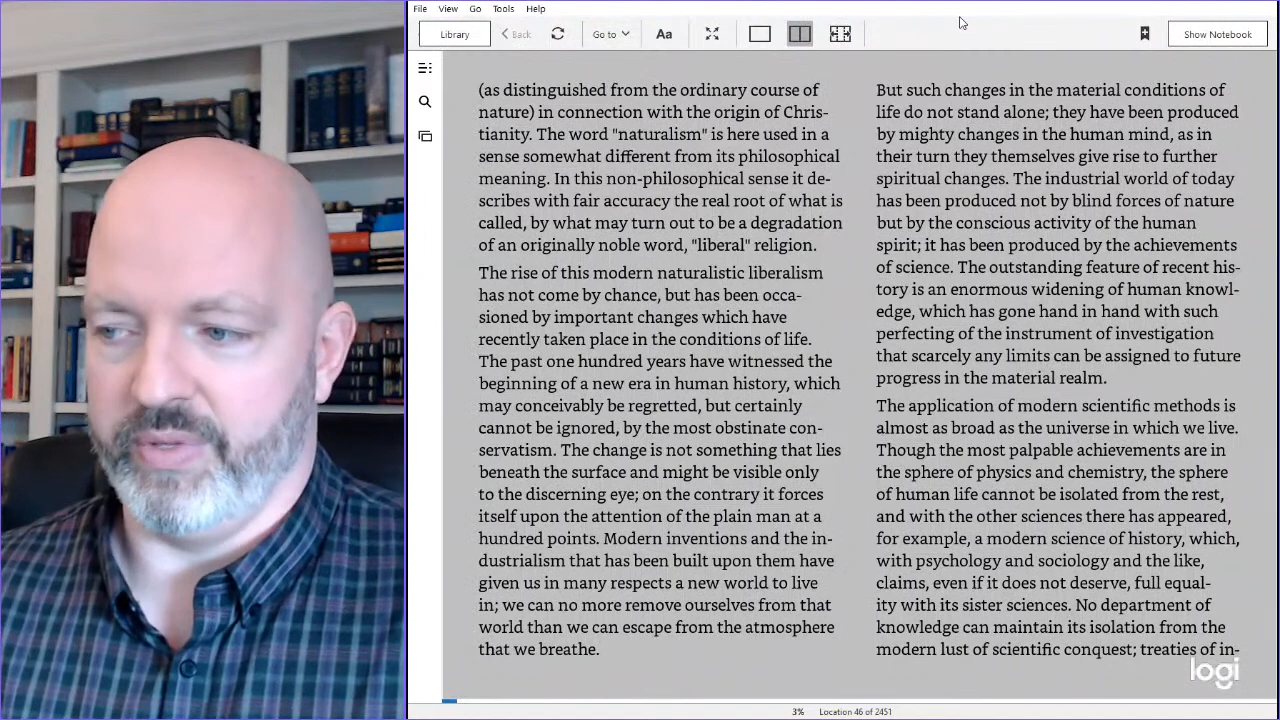 File View Go Tools Help
Library Back Go to Aa Show Notebook
(as distinguished from the ordinary course of
nature) in connection with the origin of Chris-
tianity. The word "naturalism" is here used in a
sense somewhat different from its philosophical
meaning. In this non-philosophical sense it de-
scribes with fair accuracy the real root of what is
called, by what may turn out to be a degradation
of an originally noble word, "liberal" religion.
The rise of this modern naturalistic liberalism
has not come by chance, but has been occa-
sioned by important changes which have
recently taken place in the conditions of life.
The past one hundred years have witnessed the
beginning of a new era in human history, which
may conceivably be regretted, but certainly
cannot be ignored, by the most obstinate con-
servatism. The change is not something that lies
beneath the surface and might be visible only
to the discerning eye; on the contrary it forces
itself upon the attention of the plain man at a
hundred points. Modern inventions and the in-
dustrialism that has been built upon them have
given us in many respects a new world to live
in; we can no more remove ourselves from that
world than we can escape from the atmosphere
that we breathe.
But such changes in the material conditions of
life do not stand alone; they have been produced
by mighty changes in the human mind, as in
their turn they themselves give rise to further
spiritual changes. The industrial world of today
has been produced not by blind forces of nature
but by the conscious activity of the human
spirit; it has been produced by the achievements
of science. The outstanding feature of recent his-
tory is an enormous widening of human knowl-
edge, which has gone hand in hand with such
perfecting of the instrument of investigation
that scarcely any limits can be assigned to future
progress in the material realm.
The application of modern scientific methods is
almost as broad as the universe in which we live.
Though the most palpable achievements are in
the sphere of physics and chemistry, the sphere
of human life cannot be isolated from the rest,
and with the other sciences there has appeared,
for example, a modern science of history, which,
with psychology and sociology and the like,
claims, even if it does not deserve, full equal-
ity with its sister sciences. No department of
knowledge can maintain its isolation from the
modern lust of scientific conquest; treaties of in-
logi
3% Location 46 of 2451